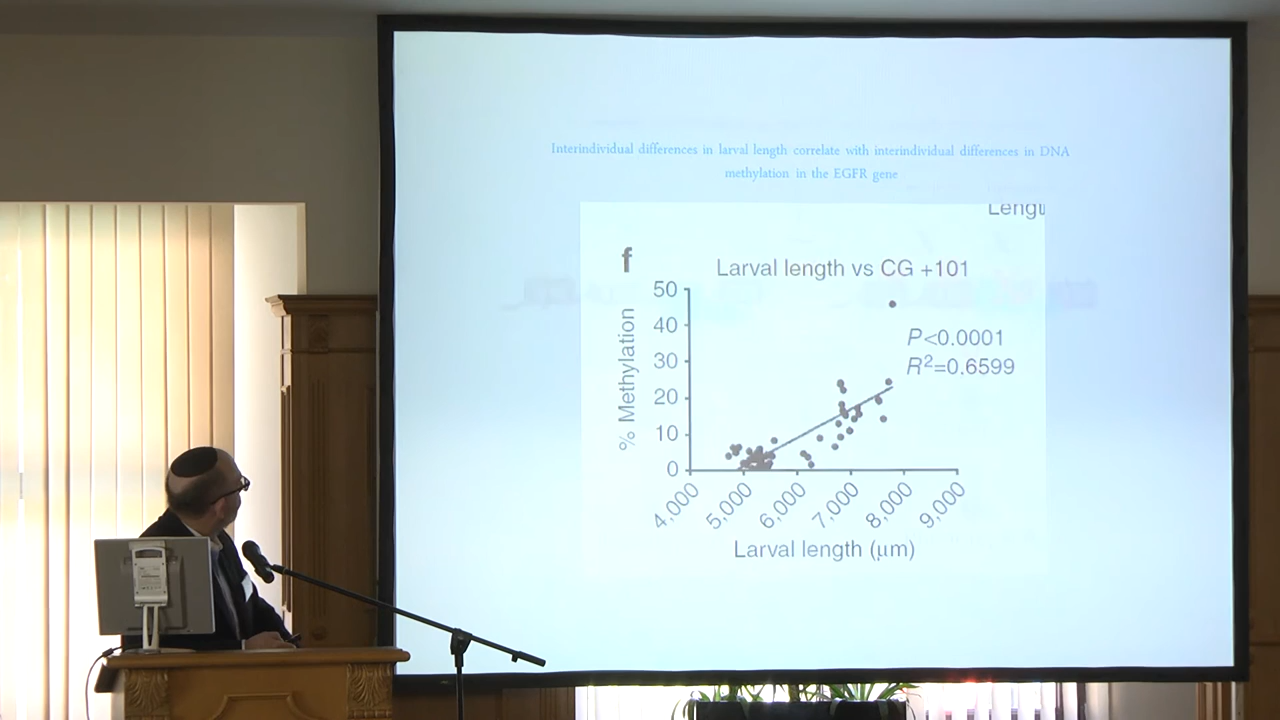 Interindividual differences in larval length correlate with interindividual differences in DNA
methylation in the EGFR gene
f
Larval length vs CG +101
50
40
30
20
10
0
% Methylation
P<0.0001
R²=0.6599
4,000
5,000
6,000
7,000
8,000
9,000
Larval length (μm)